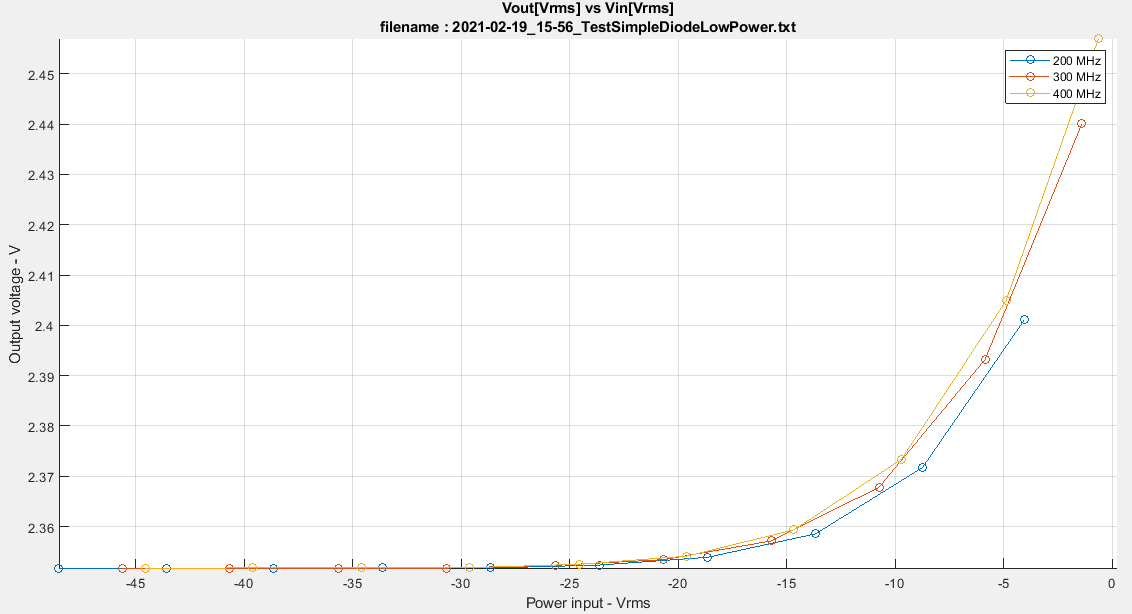 Vout[Vrms] vs Vin[Vrms]
filename : 2021-02-19_15-56_TestSimpleDiodeLowPower.txt
200 MHz
300 MHz
400 MHz
2.45
2.44
2.43
2.42
2.41
2.4
2.39
2.38
2.37
2.36
Output voltage - V
-45
-40
-35
-30
-25
-20
-15
-10
-5
0
Power input - Vrms